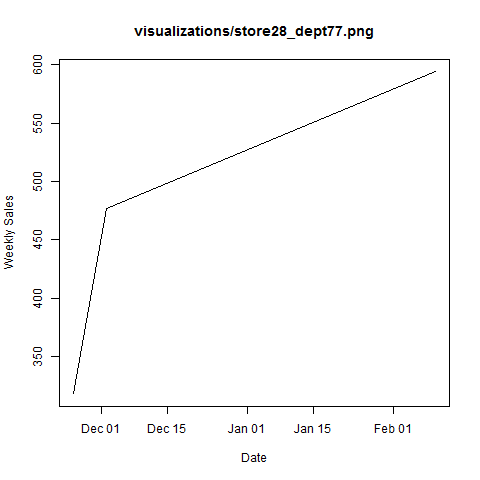 visualizations/store28_dept77.png
600
550
500
450
400
350
Weekly Sales
Dec 01 Dec 15 Jan 01 Jan 15 Feb 01
Date